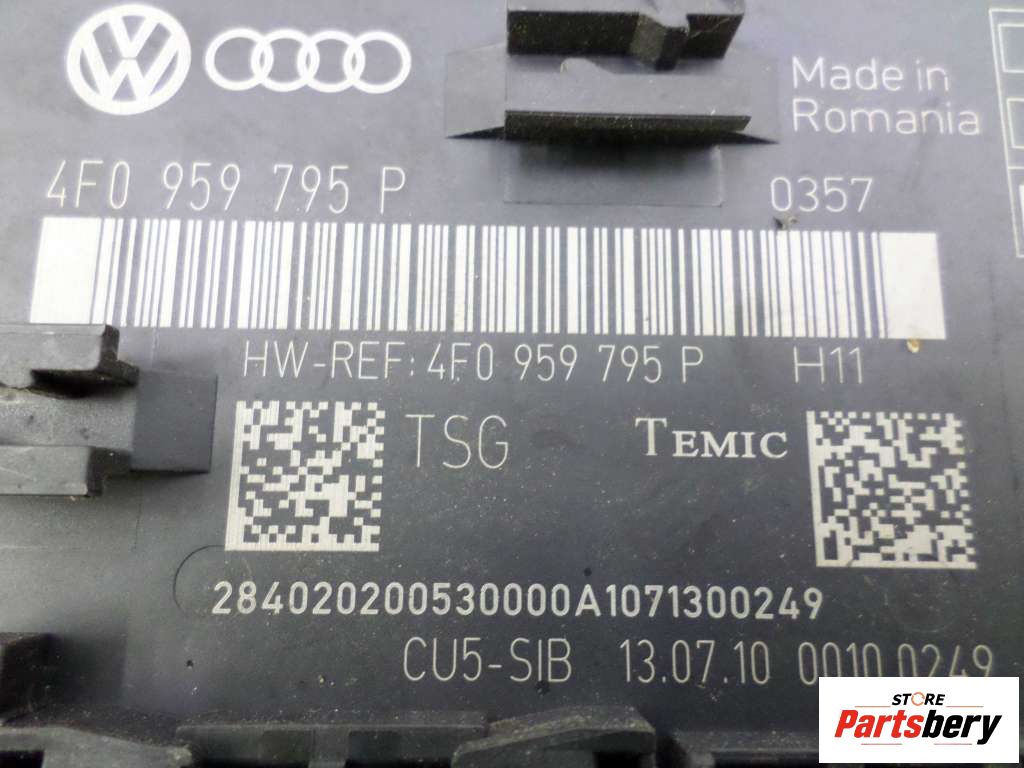 Made in
Romania
4F0 959 795 P
0357
HW-REF: 4F0 959 795 P H11
TSG TEMIC
284020200530000A1071300249
CU5-SIB 13.07.10 0010 0249
STORE
Partsbery